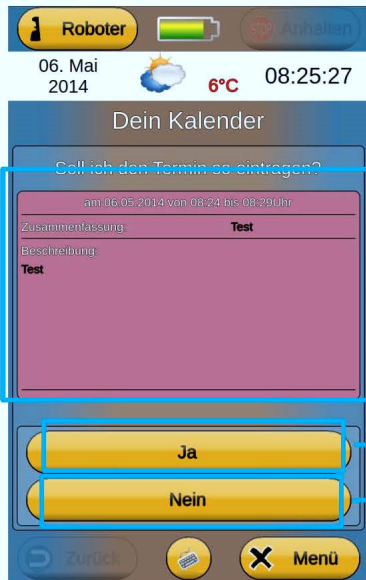 Roboter
STOP Anhalten
06. Mai
2014
6°C
08:25:27
Dein Kalender
Soll ich den Termin so eintragen?
am 06.05.2014 von 08:24 bis 08:29Uhr
Zusammenfassung: Test
Beschreibung:
Test
Ja
Nein
Zurück
Menü